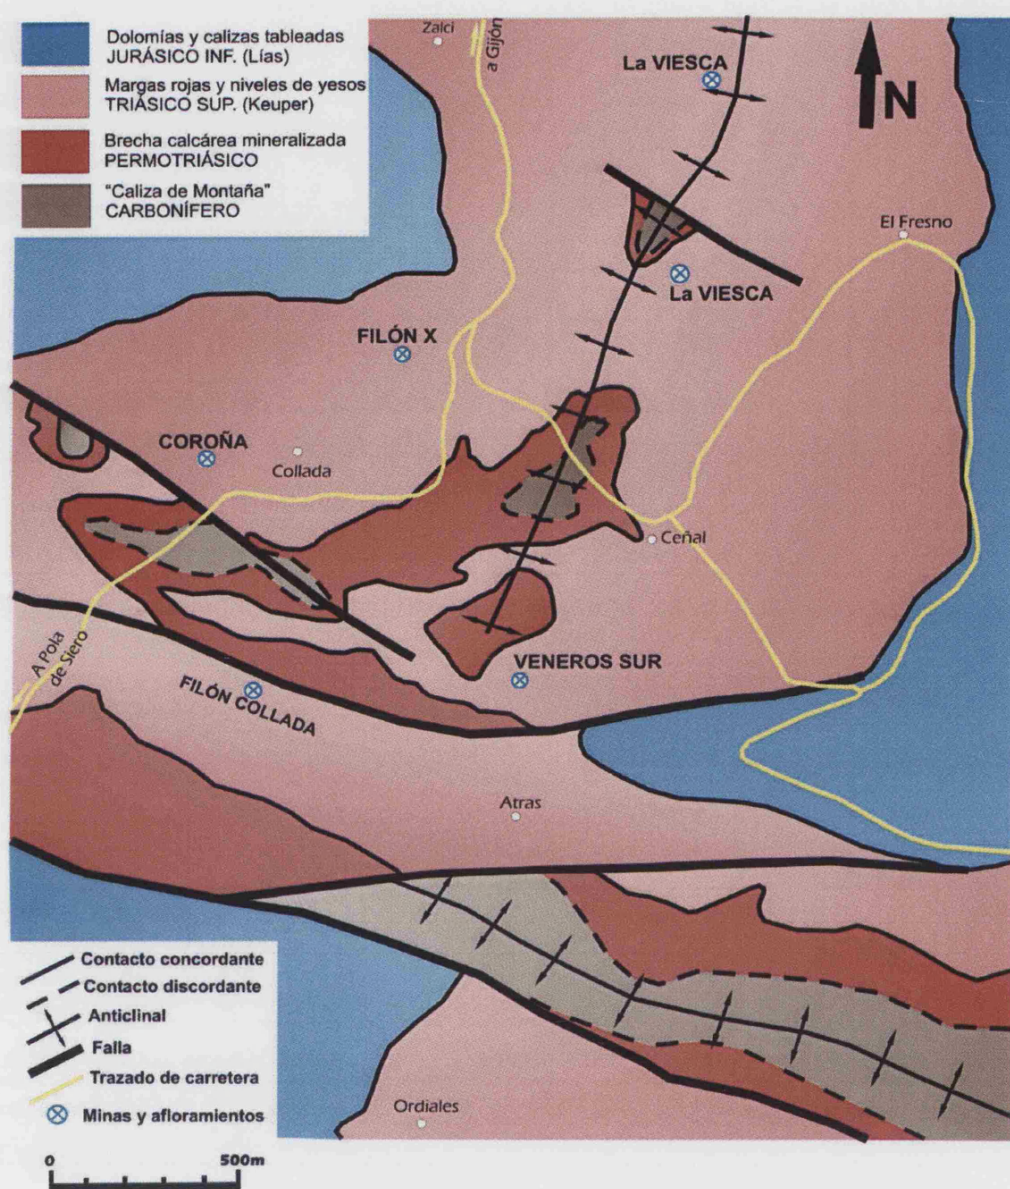 Dolomías y calizas tableadas
JURÁSICO INF. (Lías)
Margas rojas y niveles de yesos
TRIÁSICO SUP. (Keuper)
Brecha calcárea mineralizada
PERMOTRIÁSICO
"Caliza de Montaña"
CARBONÍFERO
Zalci
a Gijón
La VIESCA
N
El Fresno
La VIESCA
FILÓN X
COROÑA
Collada
Ceñal
A Pola
de Siero
VENEROS SUR
FILÓN COLLADA
Atras
Contacto concordante
Contacto discordante
Anticlinal
Falla
Trazado de carretera
Minas y afloramientos
Ordiales
0 500m